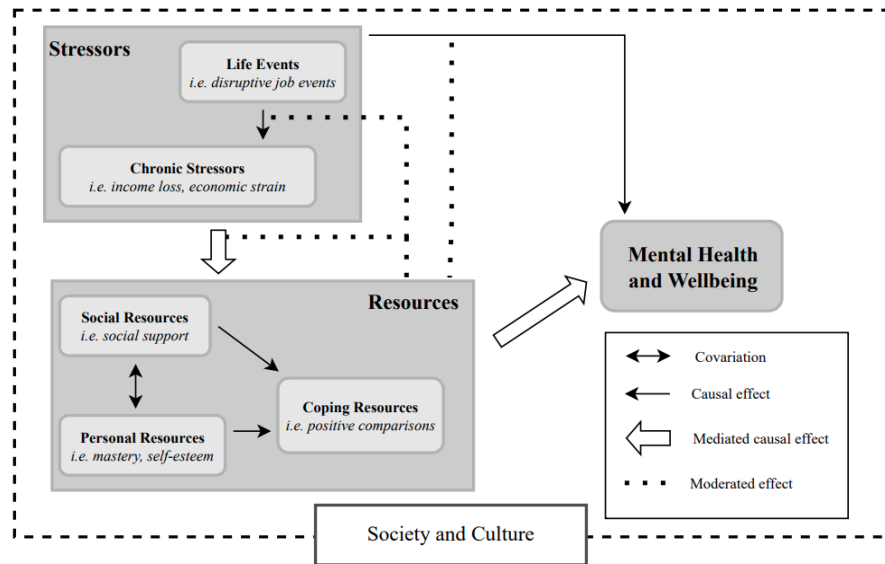 Stressors
Life Events
i.e. disruptive job events
Chronic Stressors
i.e. income loss, economic strain
Resources
Social Resources
i.e. social support
Coping Resources
i.e. positive comparisons
Personal Resources
i.e. mastery, self-esteem
Mental Health
and Wellbeing
Covariation
Causal effect
Mediated causal effect
Moderated effect
Society and Culture